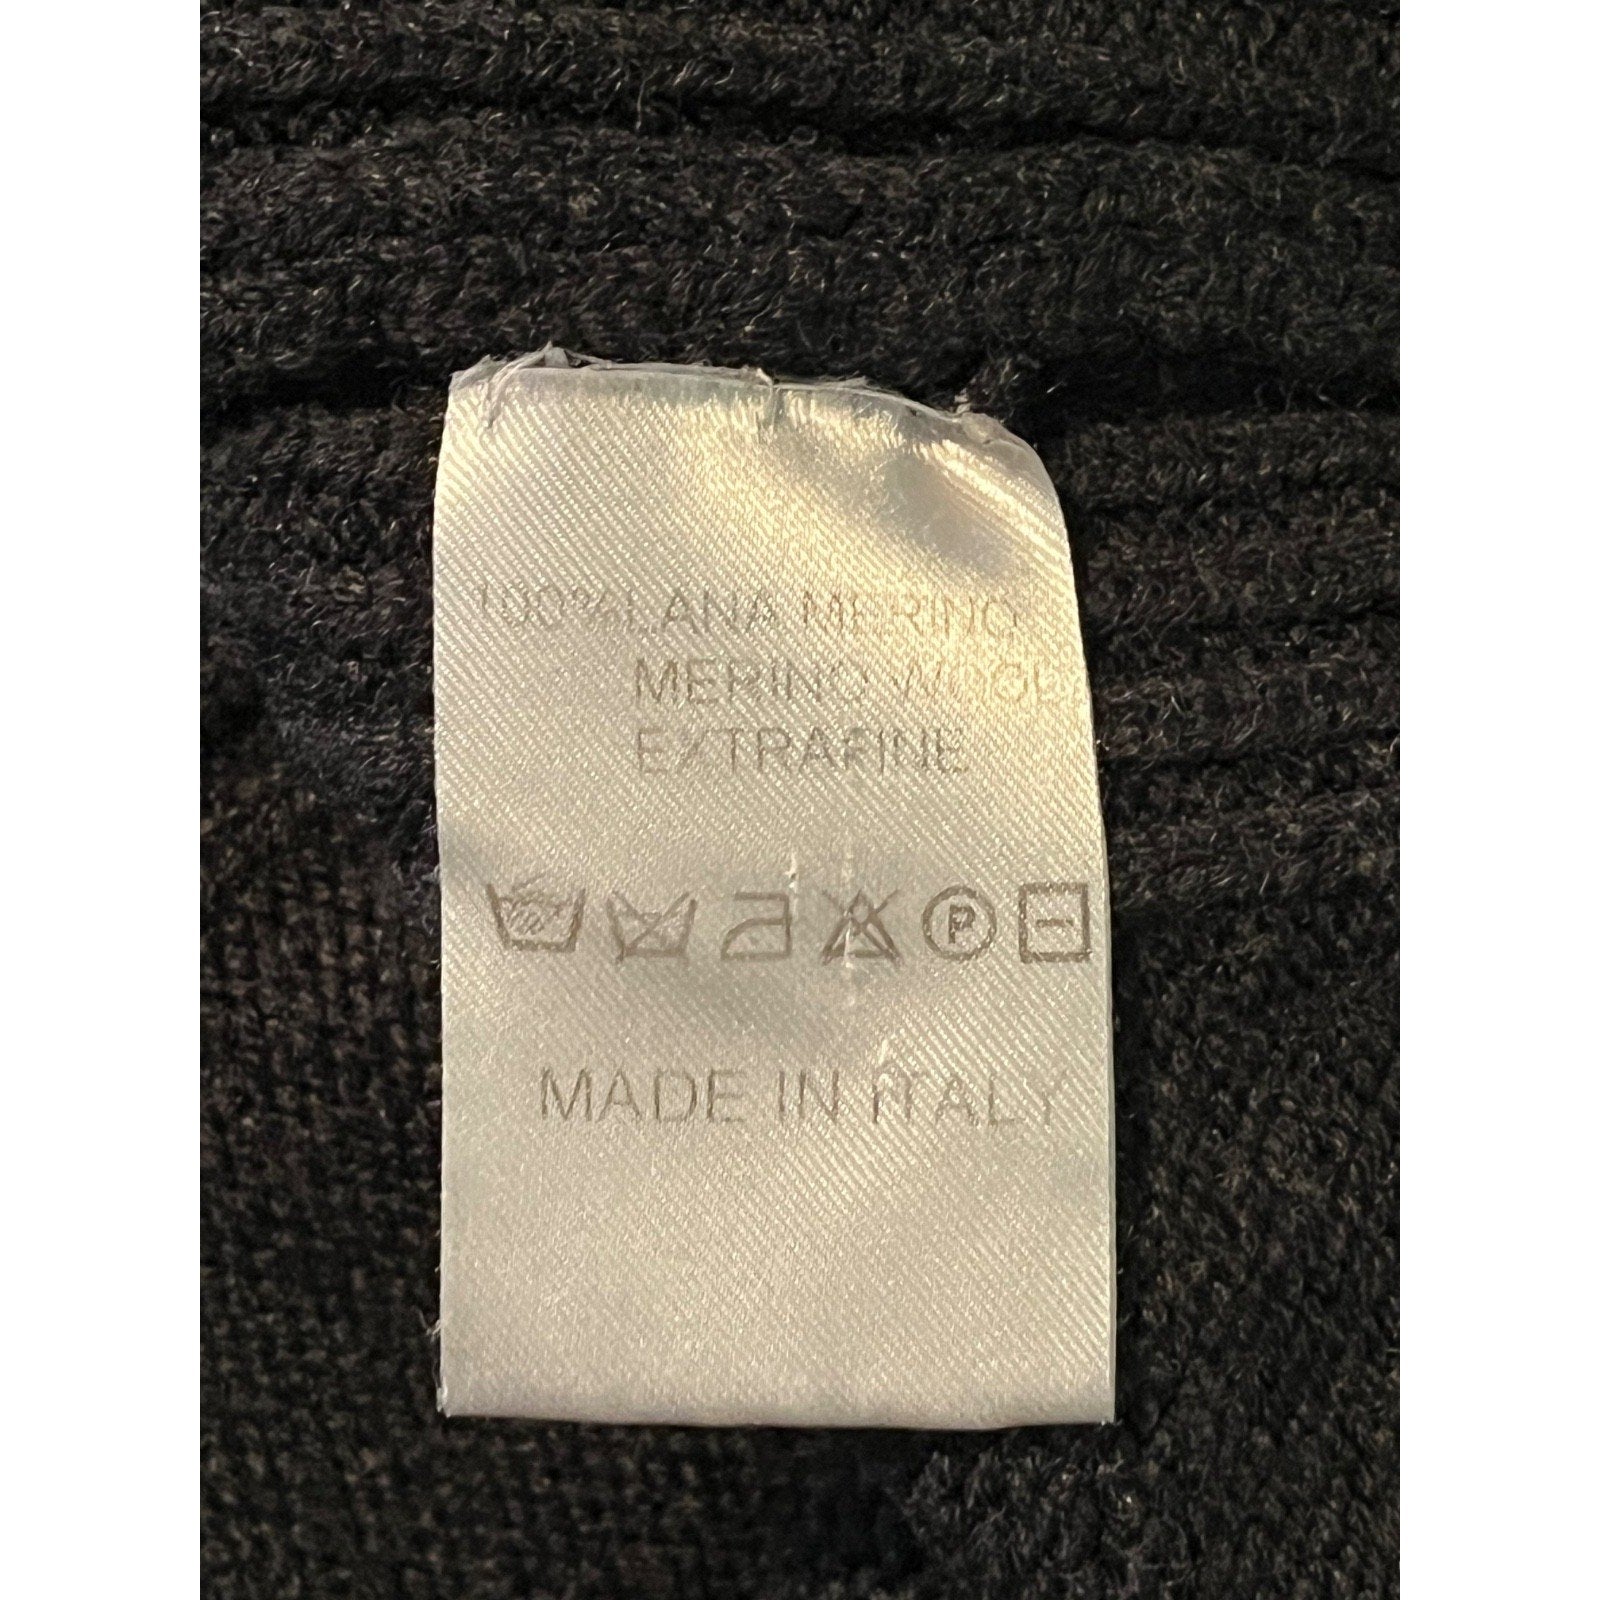 100%LANA MERINO
MERINO WOOL
EXTRAFINE
P
MADE IN ITALY